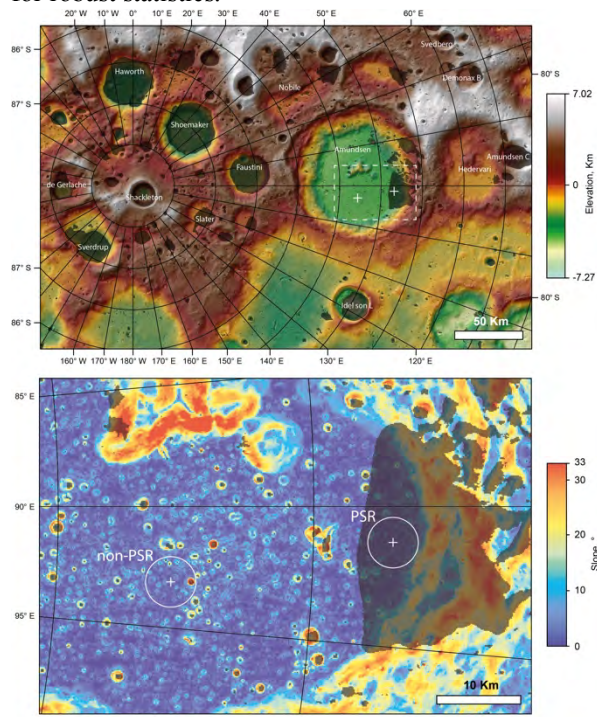 for robust statistics.
20° W 10° W 0° 10° E 20° E 30° E 40° E 60° E
86° S
87° S
Haworth
Nobile
Svedberg
Demonax B
80° S
Shoemaker
Amundsen
Amundsen C
Hedervari
de Gerlache
Faustini
Shackleton
Slater
Sverdrup
Idel'son L
87° S
86° S
80° S
50 Km
160° W 170° W 180° W 170° E 160° E 150° E 140° E 130° E 120° E
7.02
0
-7.27
Elevation, Km
85° E
90° E
95° E
non-PSR
PSR
10 Km
33
30
20
10
0
Slope, °